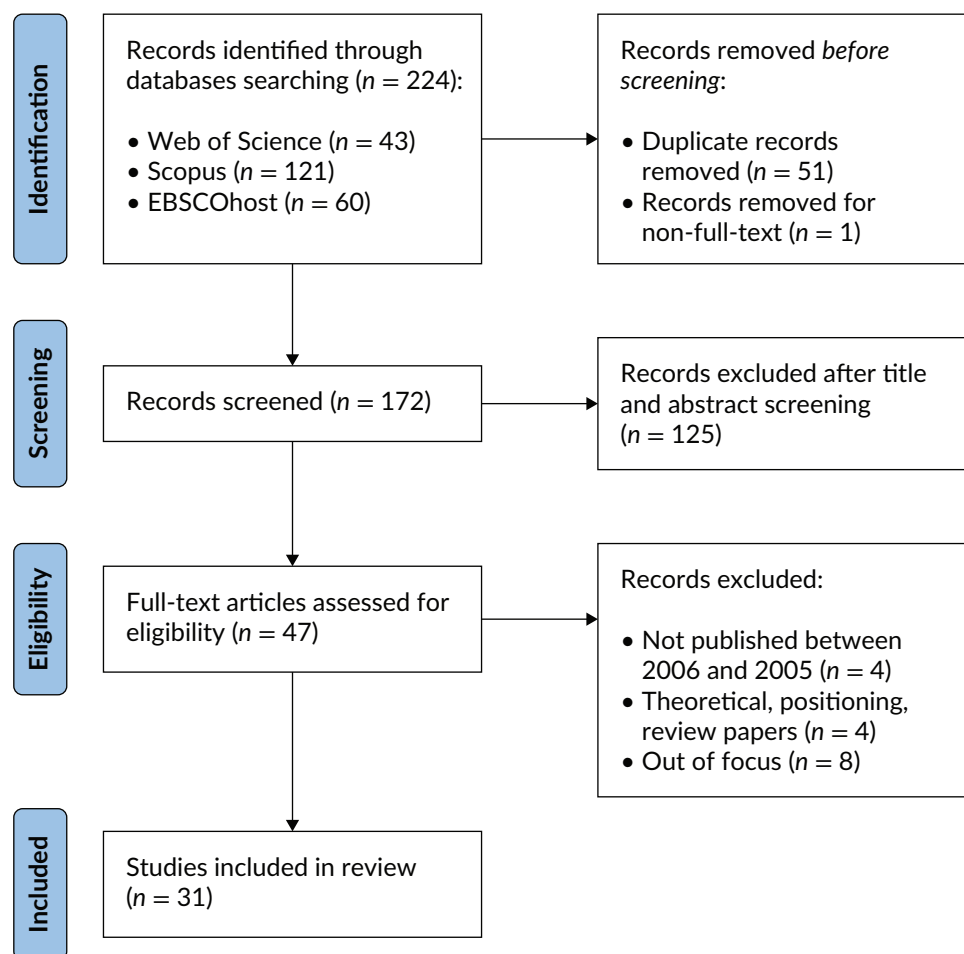 Identification
Records identified through
databases searching (n = 224):
• Web of Science (n = 43)
• Scopus (n = 121)
• EBSCOhost (n = 60)
Records removed before
screening:
• Duplicate records
removed (n = 51)
• Records removed for
non-full-text (n = 1)
Screening
Records screened (n = 172)
Records excluded after title
and abstract screening
(n = 125)
Eligibility
Full-text articles assessed for
eligibility (n = 47)
Records excluded:
• Not published between
2006 and 2005 (n = 4)
• Theoretical, positioning,
review papers (n = 4)
• Out of focus (n = 8)
Included
Studies included in review
(n = 31)